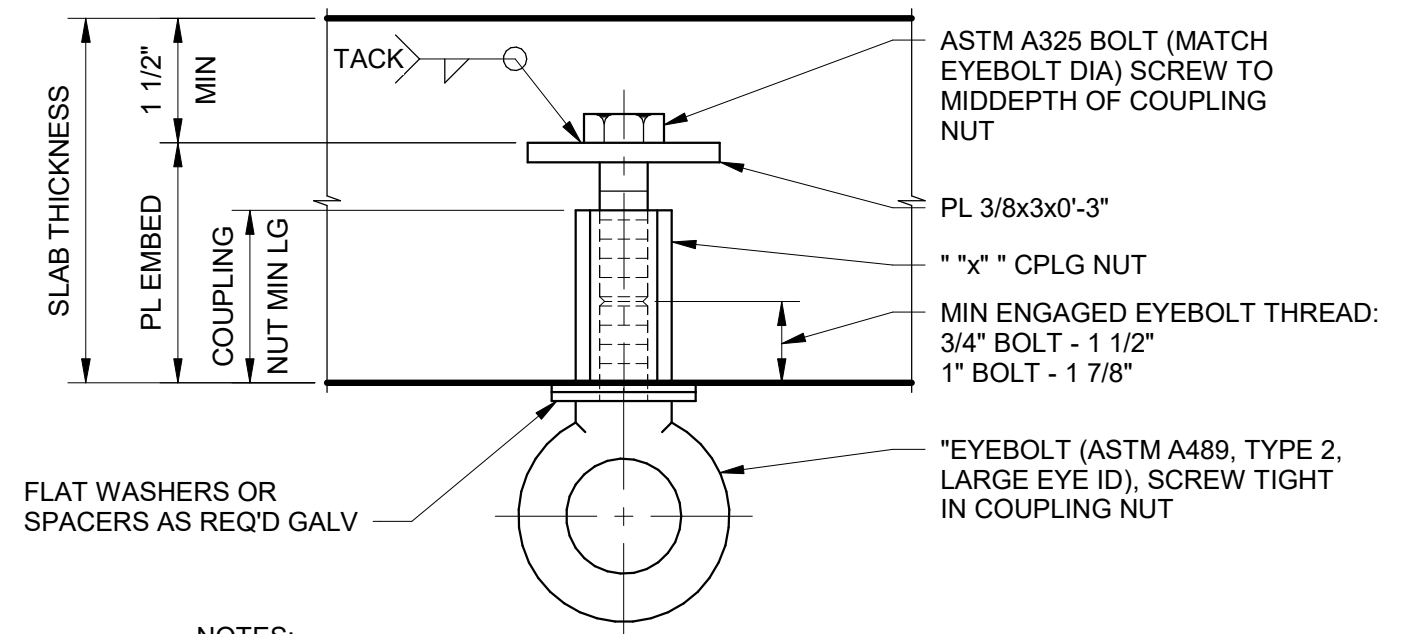 SLAB THICKNESS
1 1/2"
MIN
PL EMBED
COUPLING
NUT MIN LG
TACK
ASTM A325 BOLT (MATCH
EYEBOLT DIA) SCREW TO
MIDDEPTH OF COUPLING
NUT
PL 3/8x3x0'-3"
" "x" " CPLG NUT
MIN ENGAGED EYEBOLT THREAD:
3/4" BOLT - 1 1/2"
1" BOLT - 1 7/8"
"EYEBOLT (ASTM A489, TYPE 2,
LARGE EYE ID), SCREW TIGHT
IN COUPLING NUT
FLAT WASHERS OR
SPACERS AS REQ'D GALV
NOTES: